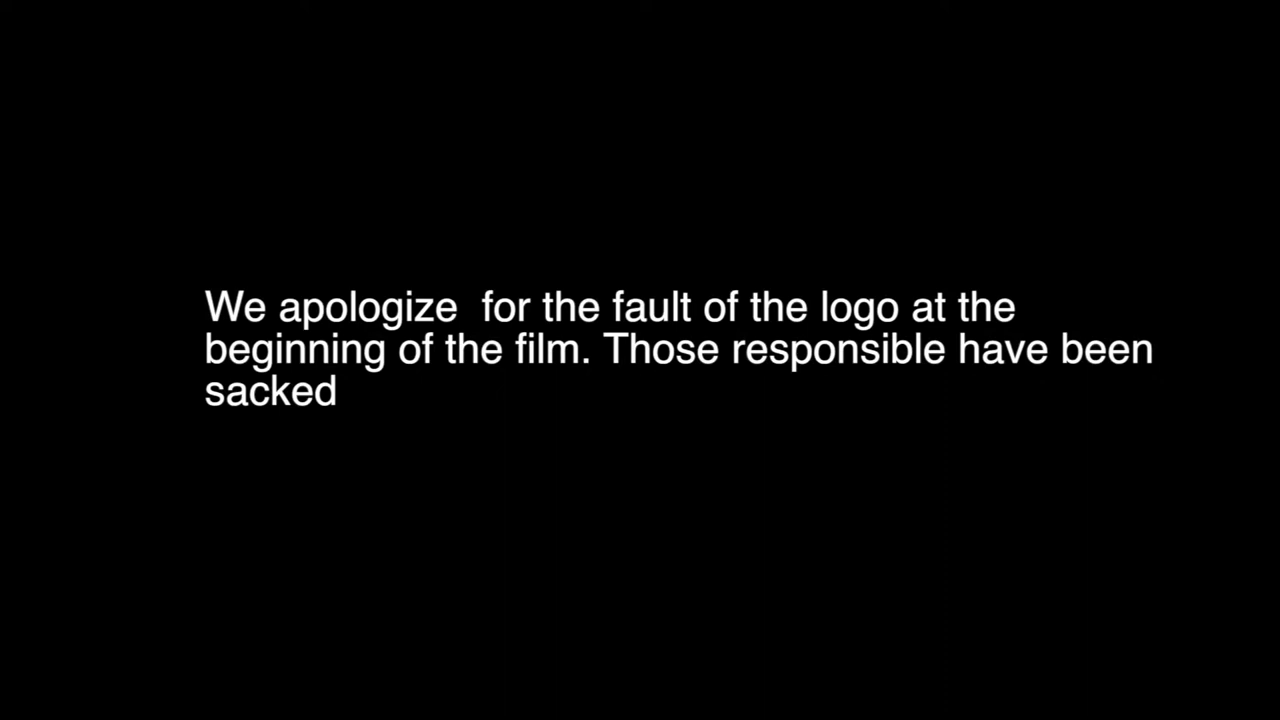 We apologize  for the fault of the logo at the
beginning of the film. Those responsible have been
sacked